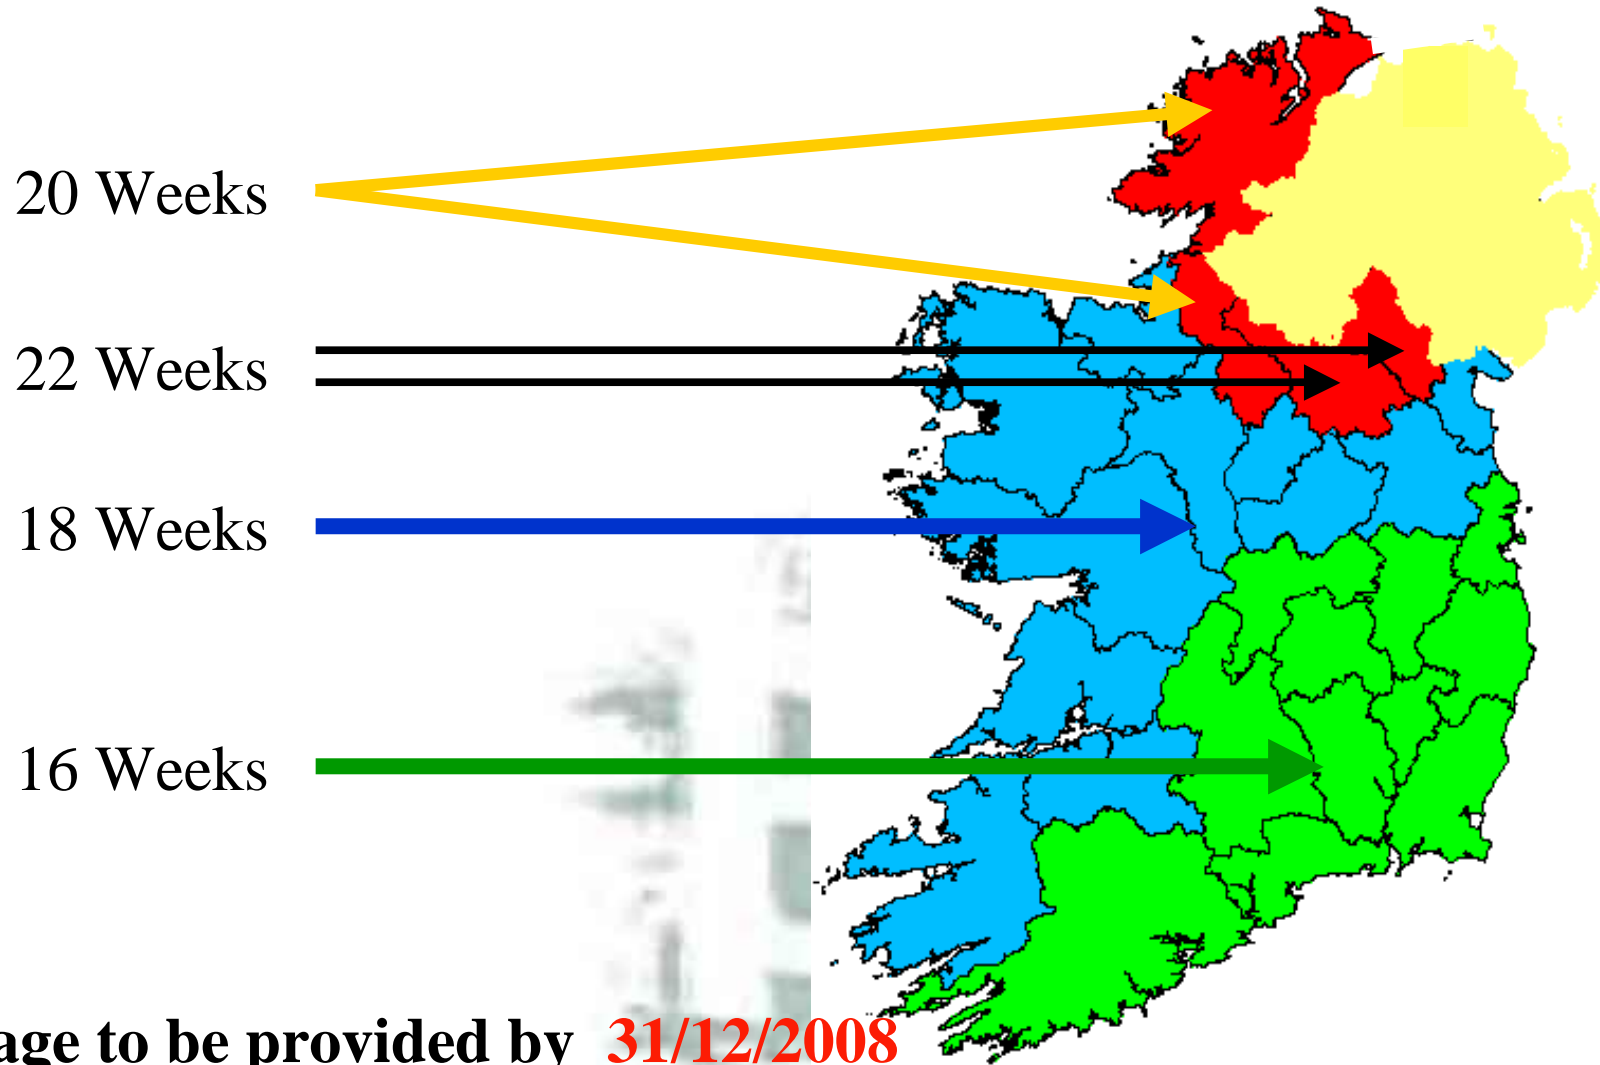 20 Weeks
22 Weeks
18 Weeks
16 Weeks
age to be provided by 31/12/2008